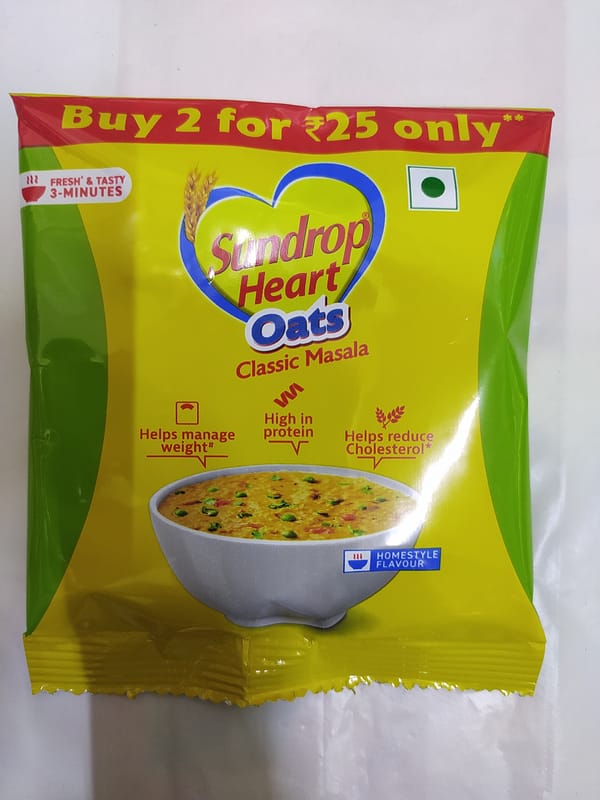 Buy 2 for ₹25 only**
FRESH* & TASTY
3-MINUTES
Sundrop®
Heart
Oats
Classic Masala
Helps manage
weight#
High in
protein
Helps reduce
Cholesterol*
HOMESTYLE
FLAVOUR